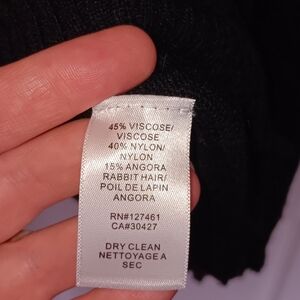 45% VISCOSE/
VISCOSE
40% NYLON/
NYLON
15% ANGORA
RABBIT HAIR/
POIL DE LAPIN
ANGORA
RN#127461
CA#30427
DRY CLEAN
NETTOYAGE A
SEC